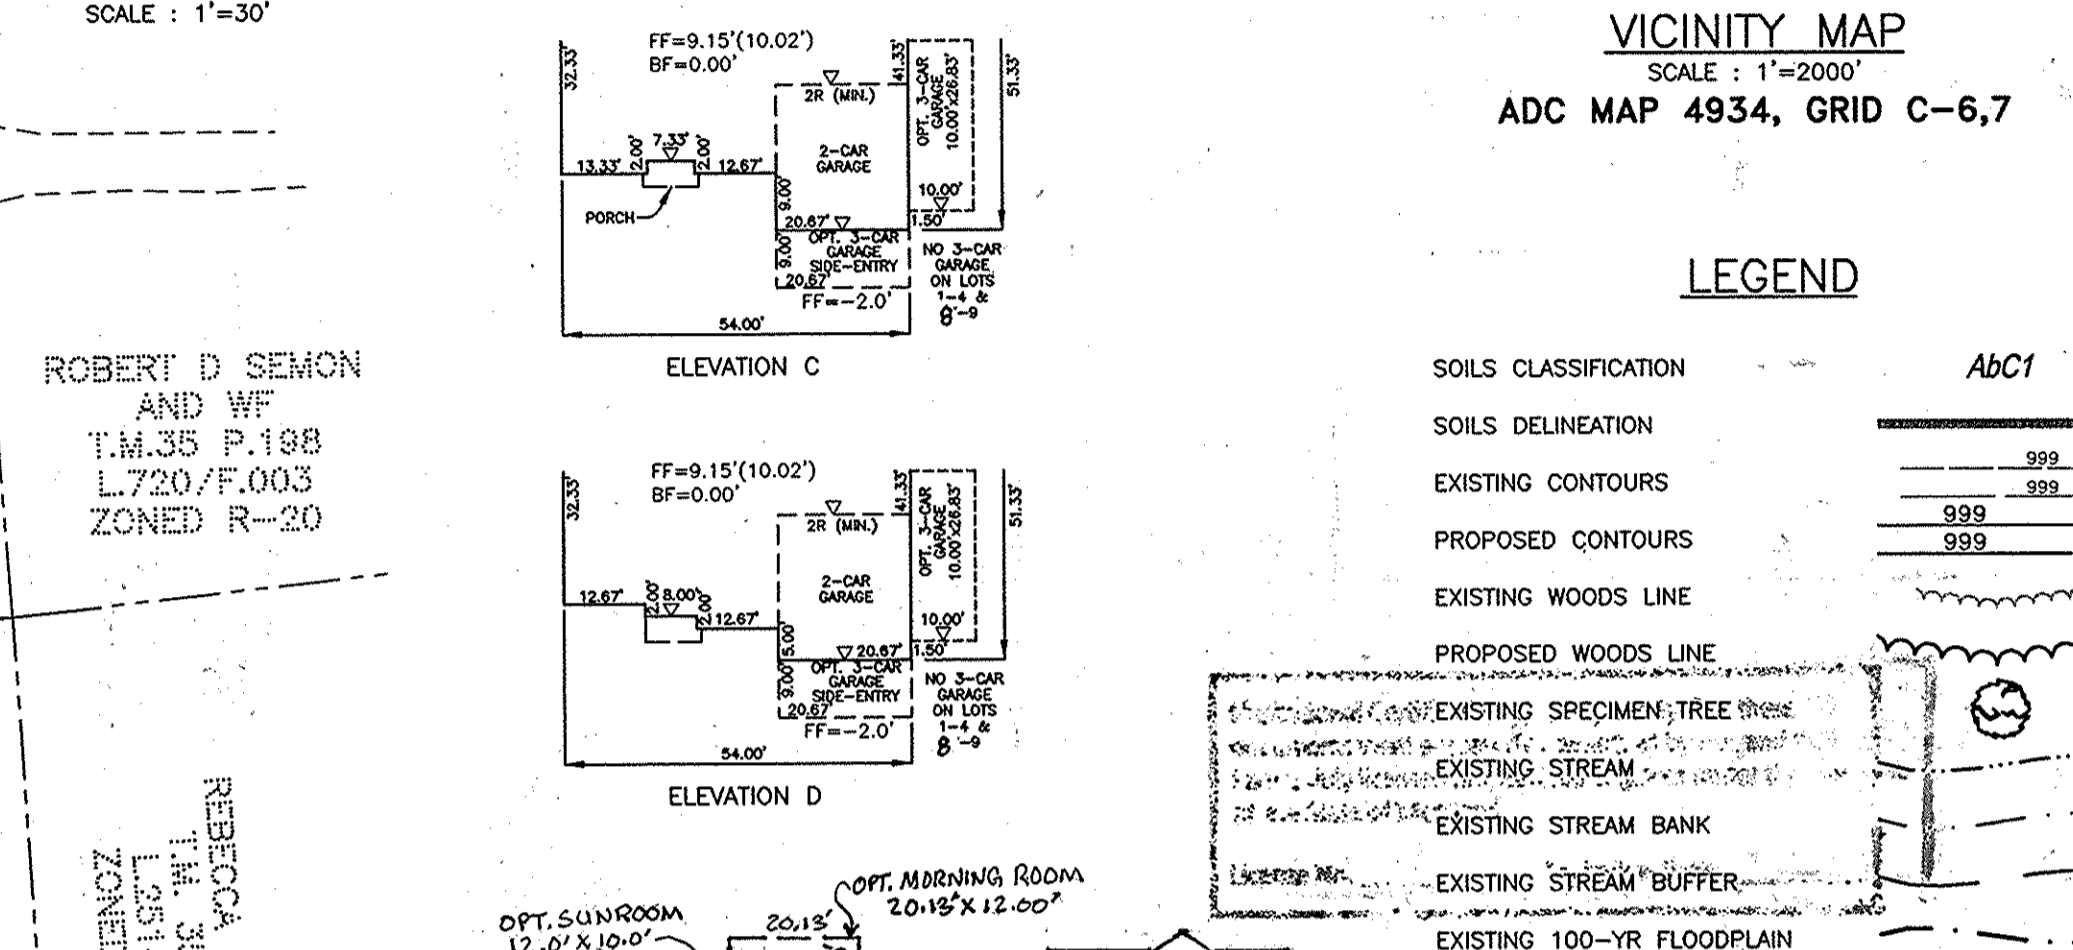 SCALE : 1'=30'
ROBERT D SEMON
AND WF
T.M.35 P.198
L.720/F.003
ZONED R-20
REBECCA
T.M. 3
L.251
ZONE
FF=9.15'(10.02')
BF=0.00'
32.33'
41.33'
51.33'
OPT. 3-CAR
GARAGE
10.00'x26.83'
2R (MIN.)
2-CAR
GARAGE
13.33'
2.00'
7.33'
2.00'
12.67'
PORCH
9.00'
10.00'
1.50'
20.67'
OPT. 3-CAR
GARAGE
SIDE-ENTRY
9.00'
20.67'
FF=-2.0'
NO 3-CAR
GARAGE
ON LOTS
1-4 &
8-9
54.00'
ELEVATION C
FF=9.15'(10.02')
BF=0.00'
32.33'
41.33'
51.33'
OPT. 3-CAR
GARAGE
10.00'x26.83'
2R (MIN.)
2-CAR
GARAGE
12.67'
2.00'
8.00'
2.00'
12.67'
5.00'
10.00'
1.50'
20.67'
OPT. 3-CAR
GARAGE
SIDE-ENTRY
9.00'
20.67'
FF=-2.0'
NO 3-CAR
GARAGE
ON LOTS
1-4 &
8-9
54.00'
ELEVATION D
OPT. SUNROOM
12.0' X 10.0'
20.13'
OPT. MORNING ROOM
20.13' X 12.00'
VICINITY MAP
SCALE : 1'=2000'
ADC MAP 4934, GRID C-6,7
LEGEND
SOILS CLASSIFICATION AbC1
SOILS DELINEATION
EXISTING CONTOURS 999
999
PROPOSED CONTOURS 999
999
EXISTING WOODS LINE
PROPOSED WOODS LINE
EXISTING SPECIMEN TREE
EXISTING STREAM
EXISTING STREAM BANK
EXISTING STREAM BUFFER
EXISTING 100-YR FLOODPLAIN